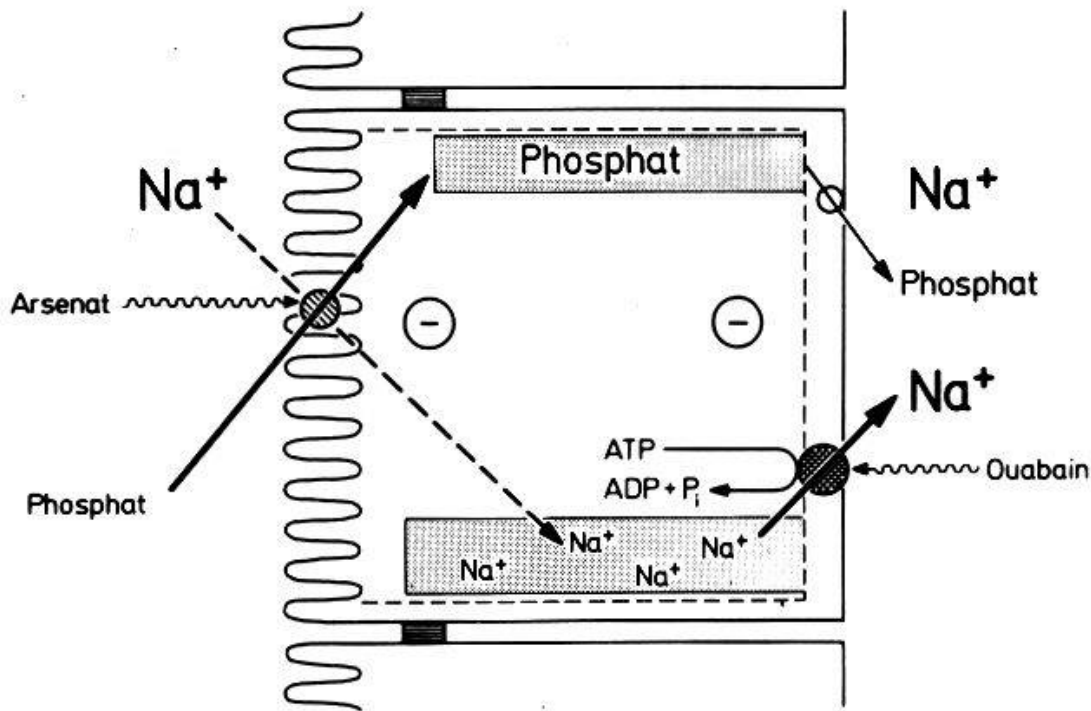 Phosphat
Na⁺
Na⁺
Arsenat
Phosphat
−
−
Na⁺
ATP
ADP + Pᵢ
Ouabain
Phosphat
Na⁺
Na⁺
Na⁺
Na⁺